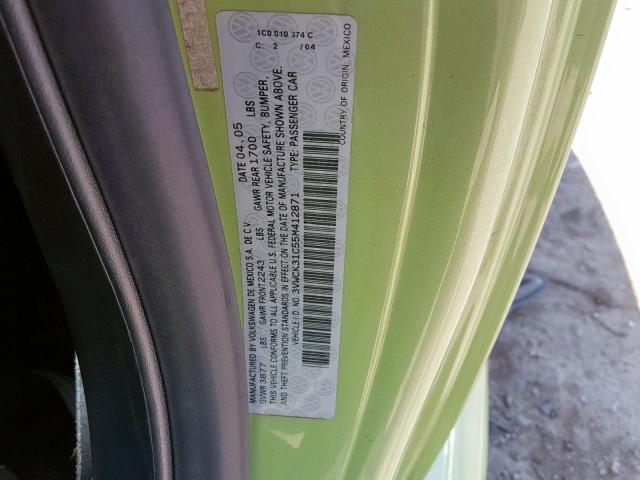 MANUFACTURED BY VOLKSWAGEN DE MEXICO S.A. DE C.V. DATE 04.05
GVWR 3877 LBS GAWR FRONT 2243 LBS GAWR REAR 1700 LBS
THIS VEHICLE CONFORMS TO ALL APPLICABLE U.S. FEDERAL MOTOR VEHICLE SAFETY, BUMPER,
AND THEFT PREVENTION STANDARDS IN EFFECT ON THE DATE OF MANUFACTURE SHOWN ABOVE.
VEHICLE I D: NO. 3VWCK31C55M412871 TYPE: PASSENGER CAR
COUNTRY OF ORIGIN: MEXICO
1C0 010 374 C
C. 2 /04